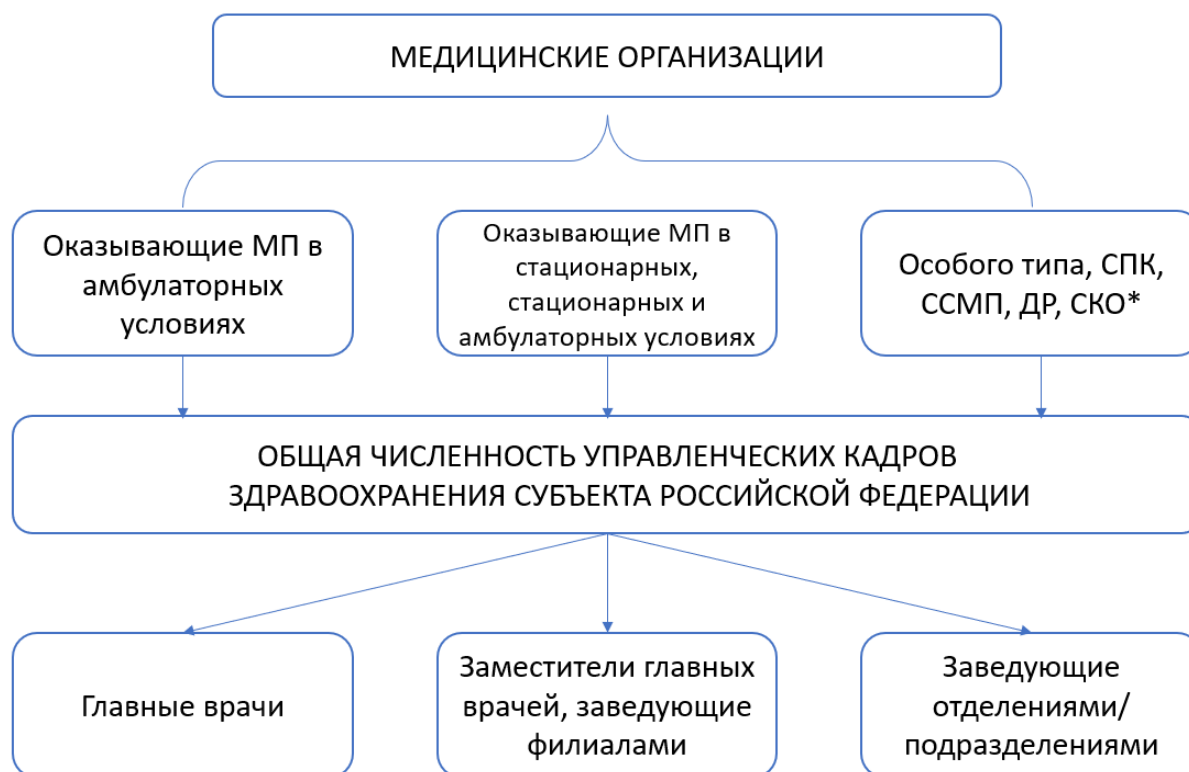 МЕДИЦИНСКИЕ ОРГАНИЗАЦИИ
Оказывающие МП в
амбулаторных
условиях
Оказывающие МП в
стационарных,
стационарных и
амбулаторных условиях
Особого типа, СПК,
ССМП, ДР, СКО*
ОБЩАЯ ЧИСЛЕННОСТЬ УПРАВЛЕНЧЕСКИХ КАДРОВ
ЗДРАВООХРАНЕНИЯ СУБЪЕКТА РОССИЙСКОЙ ФЕДЕРАЦИИ
Главные врачи
Заместители главных
врачей, заведующие
филиалами
Заведующие
отделениями/
подразделениями